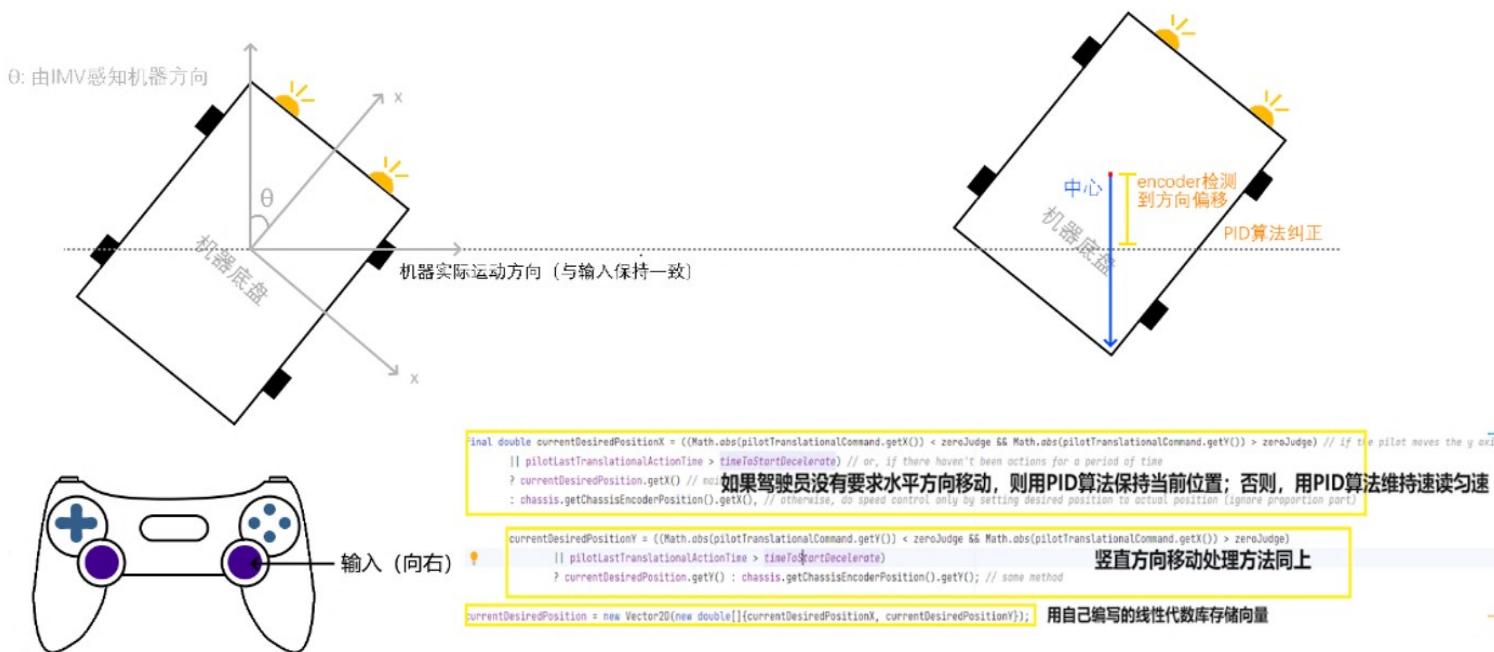 θ: 由IMV感知机器方向
x
θ
机器底盘
机器实际运动方向（与输入保持一致）
x
中心
encoder检测
到方向偏移
机器底盘
PID算法纠正
输入（向右）
final double currentDesiredPositionX = ((Math.abs(pilotTranslationalCommand.getX()) < zeroJudge && Math.abs(pilotTranslationalCommand.getY()) > zeroJudge) // if the pilot moves the y axi
|| pilotLastTranslationalActionTime > timeToStartDecelerate) // or, if there haven't been actions for a period of time
? currentDesiredPosition.getX() // mai
如果驾驶员没有要求水平方向移动，则用PID算法保持当前位置；否则，用PID算法维持速读匀速
: chassis.getChassisEncoderPosition().getX(), // otherwise, do speed control only by setting desired position to actual position (ignore proportion part)
currentDesiredPositionY = ((Math.abs(pilotTranslationalCommand.getY()) < zeroJudge && Math.abs(pilotTranslationalCommand.getX()) > zeroJudge)
|| pilotLastTranslationalActionTime > timeToStartDecelerate)
竖直方向移动处理方法同上
? currentDesiredPosition.getY() : chassis.getChassisEncoderPosition().getY(); // same method
currentDesiredPosition = new Vector2D(new double[]{currentDesiredPositionX, currentDesiredPositionY});
用自己编写的线性代数库存储向量